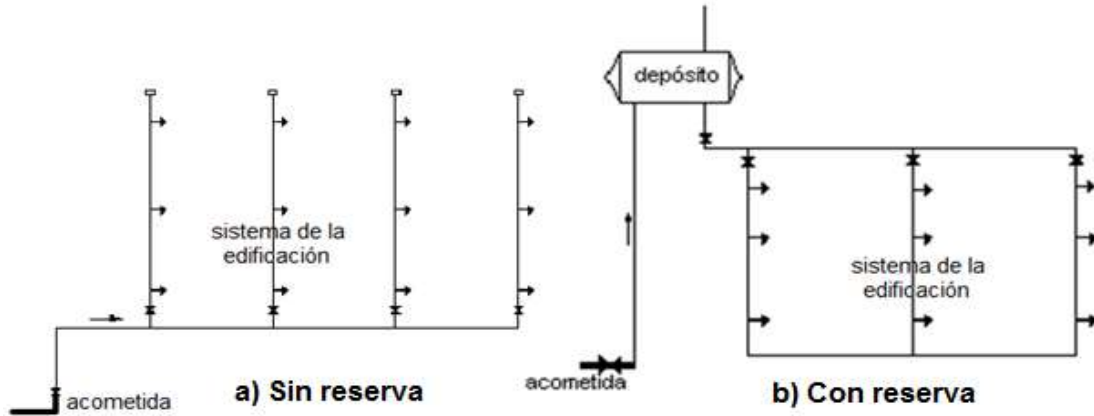 sistema de la
edificación
acometida
a) Sin reserva
depósito
sistema de la
edificación
acometida
b) Con reserva